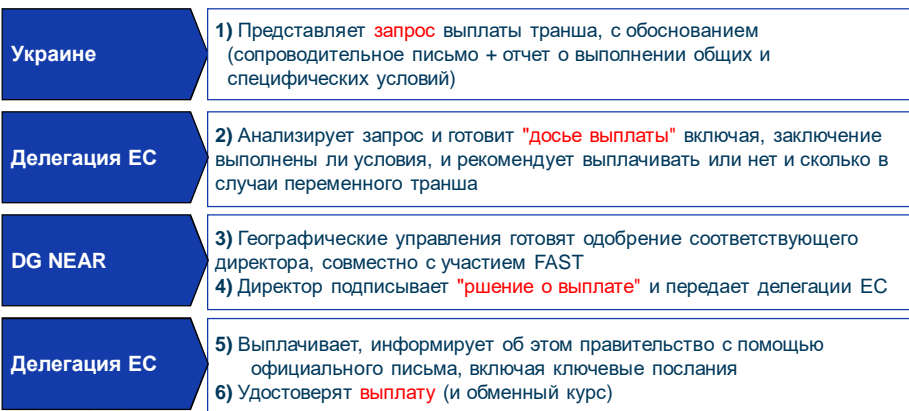 Украине
1) Представляет запрос выплаты транша, с обоснованием
(сопроводительное письмо + отчет о выполнении общих и
специфических условий)
Делегация ЕС
2) Анализирует запрос и готовит "досье выплаты" включая, заключение
выполнены ли условия, и рекомендует выплачивать или нет и сколько в
случаи переменного транша
DG NEAR
3) Географические управления готовят одобрение соответствующего
директора, совместно с участием FAST
4) Директор подписывает "ршение о выплате" и передает делегации ЕС
Делегация ЕС
5) Выплачивает, информирует об этом правительство с помощью
официального письма, включая ключевые послания
6) Удостоверят выплату (и обменный курс)